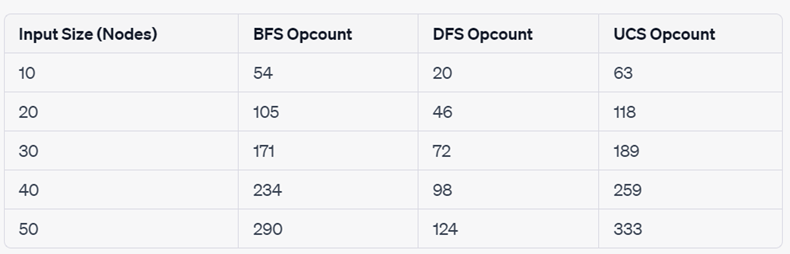 Input Size (Nodes) BFS Opcount DFS Opcount UCS Opcount
10 54 20 63
20 105 46 118
30 171 72 189
40 234 98 259
50 290 124 333